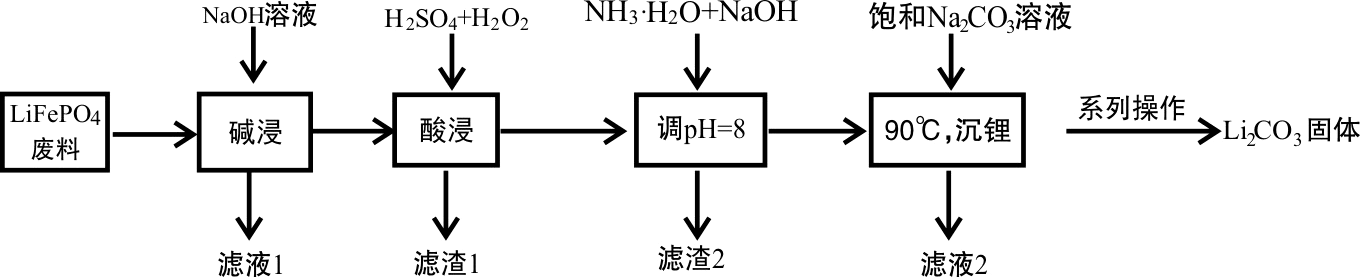 NaOH溶液
H₂SO₄+H₂O₂
NH₃·H₂O+NaOH
饱和Na₂CO₃溶液
LiFePO₄
废料
碱浸
酸浸
调pH=8
90℃,沉锂
系列操作
Li₂CO₃固体
滤液1
滤渣1
滤渣2
滤液2